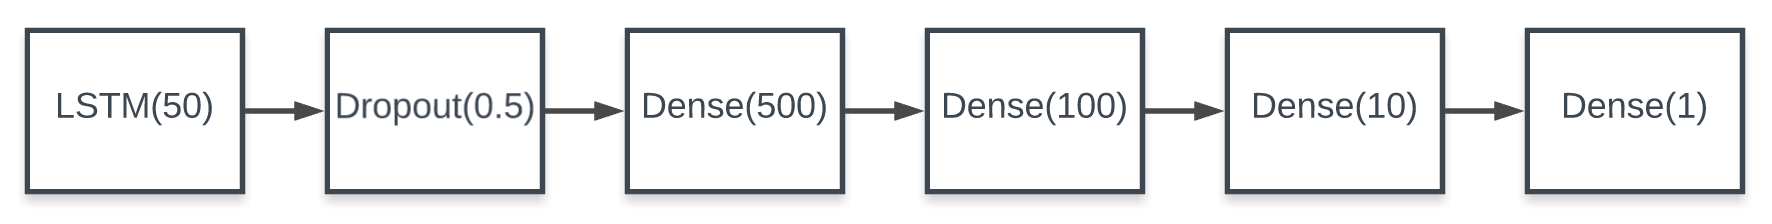 LSTM(50)
Dropout(0.5)
Dense(500)
Dense(100)
Dense(10)
Dense(1)